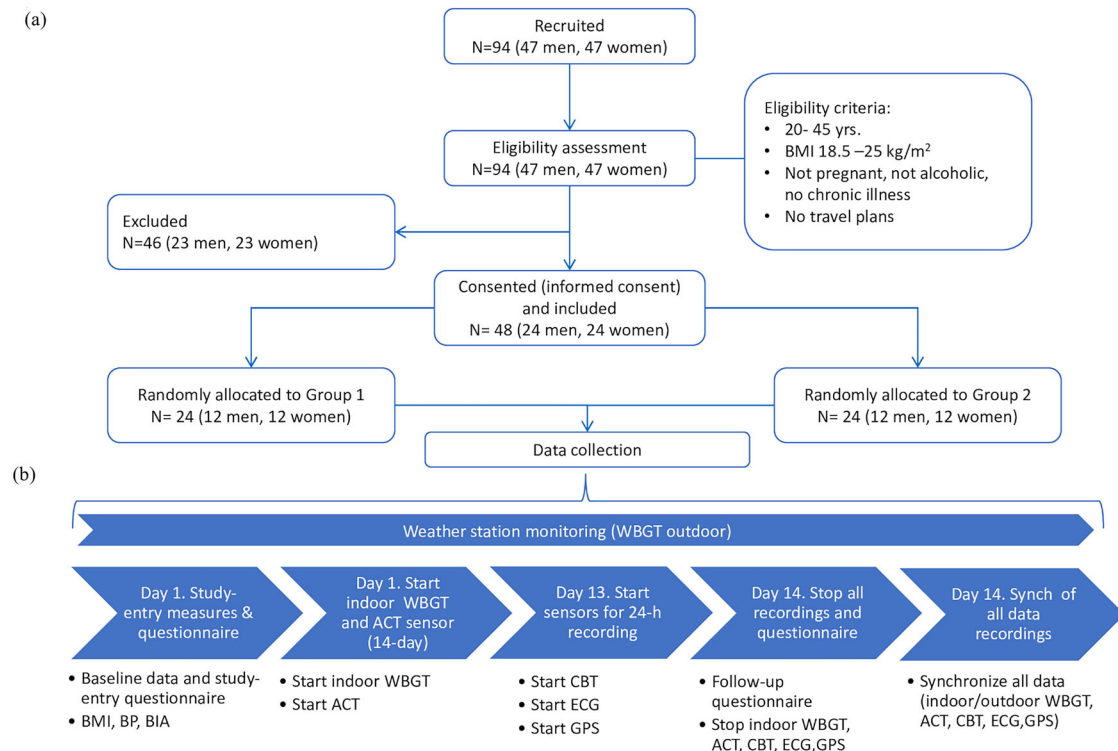 (a)
Recruited
N=94 (47 men, 47 women)
Eligibility assessment
N=94 (47 men, 47 women)
Eligibility criteria:
• 20- 45 yrs.
• BMI 18.5 –25 kg/m²
• Not pregnant, not alcoholic,
no chronic illness
• No travel plans
Excluded
N=46 (23 men, 23 women)
Consented (informed consent)
and included
N= 48 (24 men, 24 women)
Randomly allocated to Group 1
N= 24 (12 men, 12 women)
Randomly allocated to Group 2
N= 24 (12 men, 12 women)
Data collection
(b)
Weather station monitoring (WBGT outdoor)
Day 1. Study-
entry measures &
questionnaire
Day 1. Start
indoor WBGT
and ACT sensor
(14-day)
Day 13. Start
sensors for 24-h
recording
Day 14. Stop all
recordings and
questionnaire
Day 14. Synch of
all data
recordings
• Baseline data and study-
entry questionnaire
• BMI, BP, BIA
• Start indoor WBGT
• Start ACT
• Start CBT
• Start ECG
• Start GPS
• Follow-up
questionnaire
• Stop indoor WBGT,
ACT, CBT, ECG,GPS
• Synchronize all data
(indoor/outdoor WBGT,
ACT, CBT, ECG,GPS)